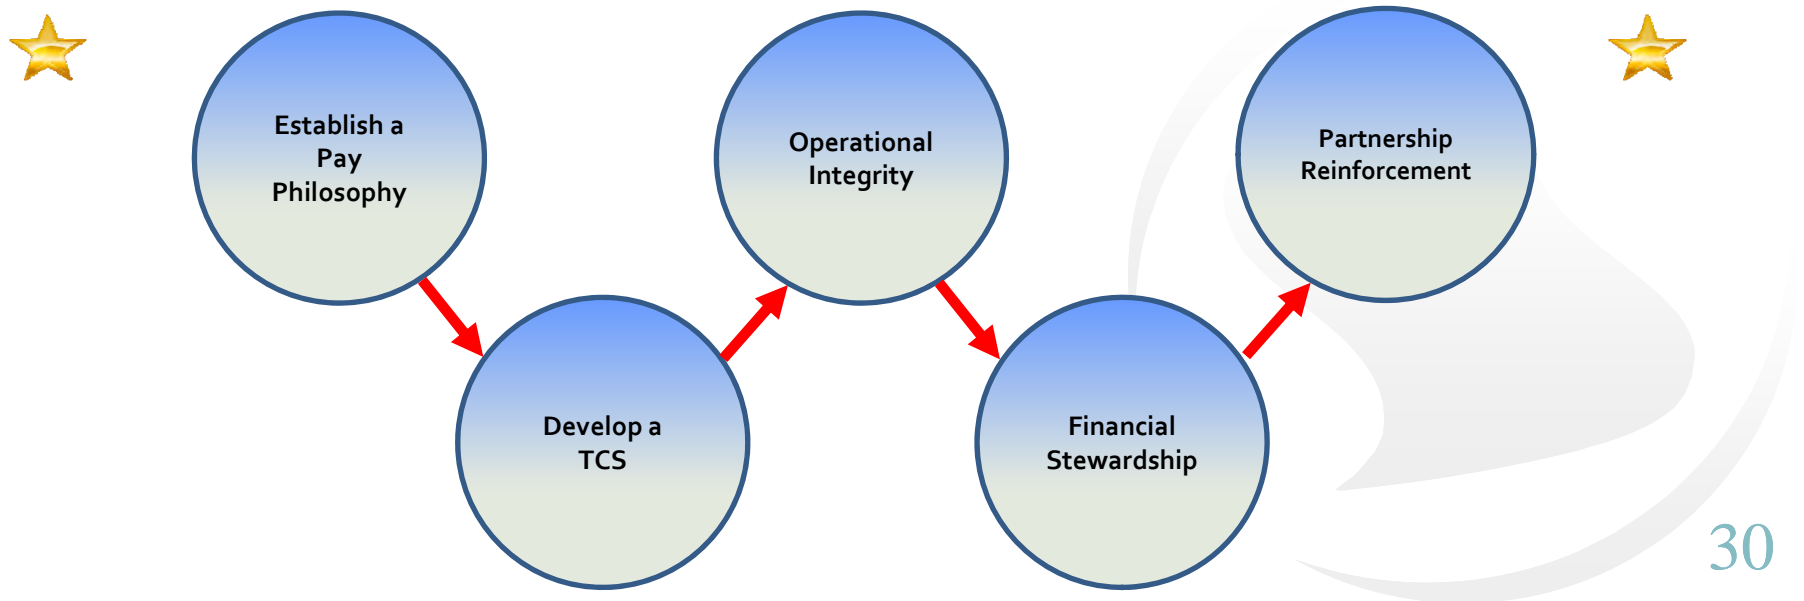 Establish a
Pay
Philosophy
Develop a
TCS
Operational
Integrity
Financial
Stewardship
Partnership
Reinforcement
30